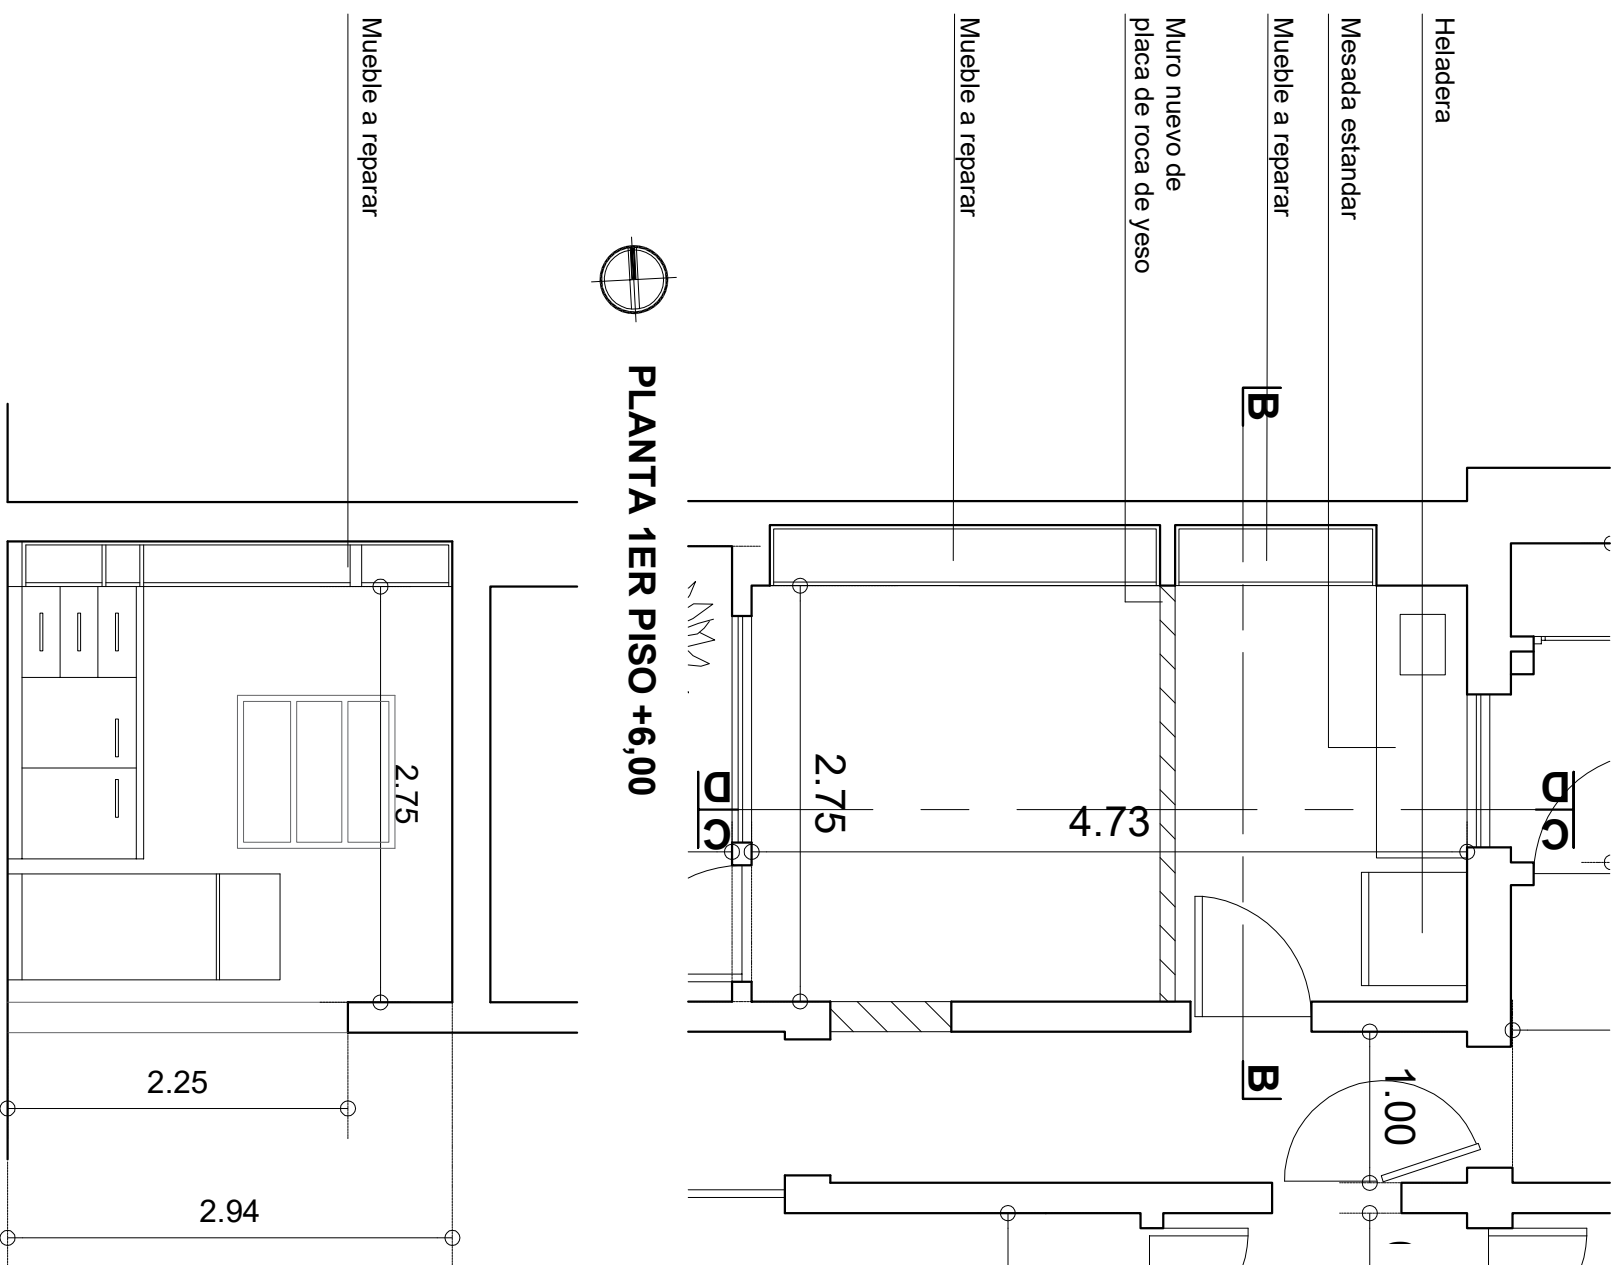 Heladera
Mesada estandar
Mueble a reparar
Muro nuevo de
placa de roca de yeso
Mueble a reparar
Mueble a reparar
PLANTA 1ER PISO +6,00
B
B
D
C
D
C
2.75
4.73
1.00
2.75
2.25
2.94